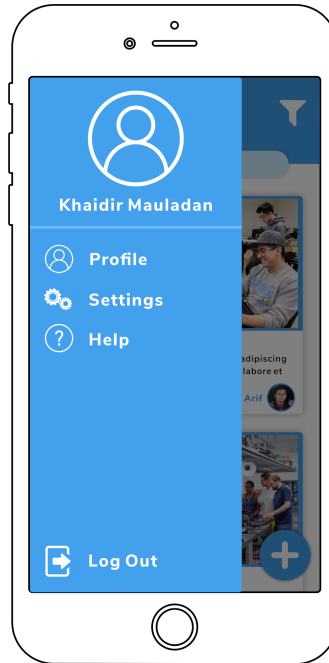 Khaidir Mauladan
Profile
Settings
Help
adipiscing
labore et
Arif
Log Out